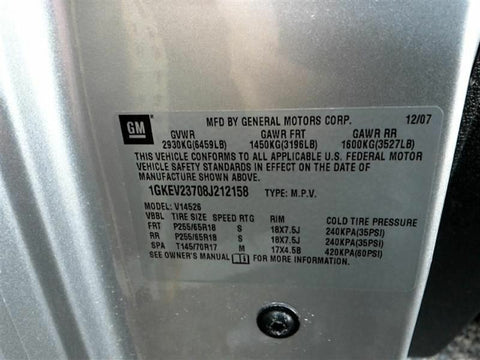 GM
MFD BY GENERAL MOTORS CORP. 12/07
GVWR GAWR FRT GAWR RR
2930KG(6459LB) 1450KG(3196LB) 1600KG(3527LB)
THIS VEHICLE CONFORMS TO ALL APPLICABLE U.S. FEDERAL MOTOR
VEHICLE SAFETY STANDARDS IN EFFECT ON THE DATE OF
MANUFACTURE SHOWN ABOVE.
1GKEV23708J212158 TYPE: M.P.V.
MODEL: V14526
VBBL TIRE SIZE SPEED RTG RIM COLD TIRE PRESSURE
FRT P255/65R18 S 18X7.5J 240KPA(35PSI)
RR P255/65R18 S 18X7.5J 240KPA(35PSI)
SPA T145/70R17 M 17X4.5B 420KPA(60PSI)
SEE OWNER'S MANUAL FOR ADDITIONAL INFORMATION.